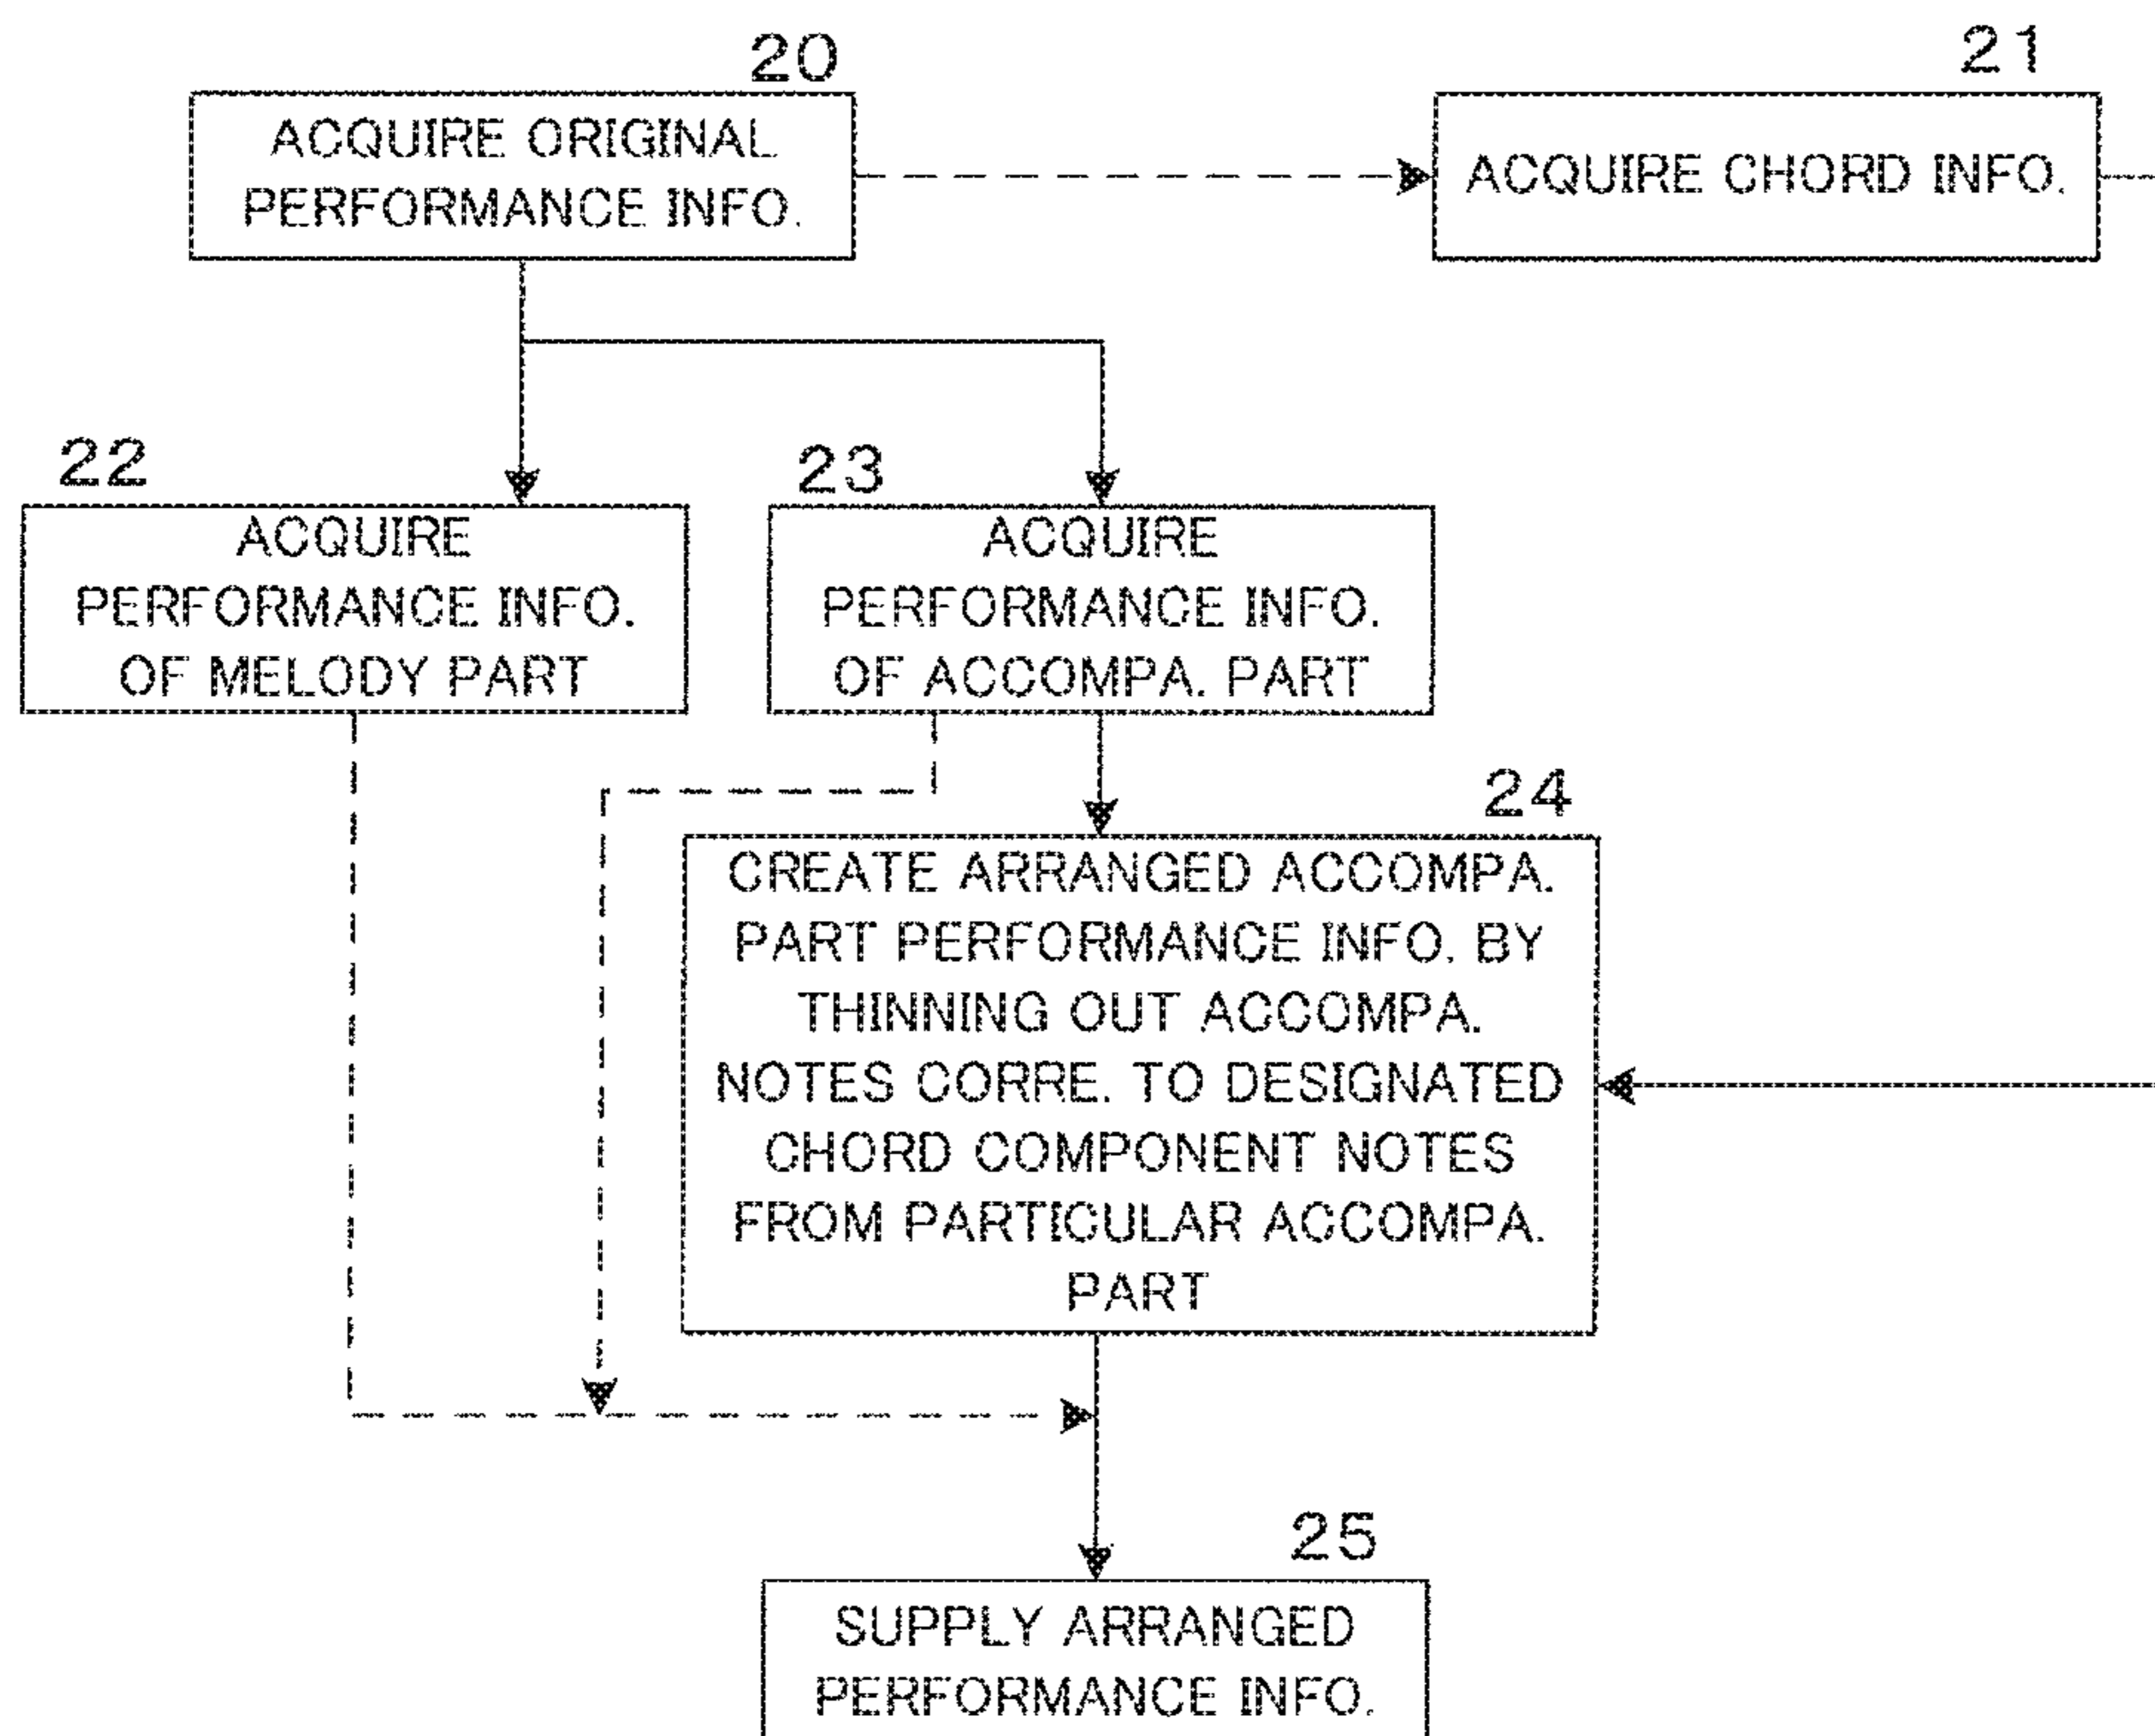 20
ACQUIRE ORIGINAL
PERFORMANCE INFO.
21
ACQUIRE CHORD INFO.
22
ACQUIRE
PERFORMANCE INFO.
OF MELODY PART
23
ACQUIRE
PERFORMANCE INFO.
OF ACCOMPA. PART
24
CREATE ARRANGED ACCOMPA.
PART PERFORMANCE INFO. BY
THINNING OUT ACCOMPA.
NOTES CORRE. TO DESIGNATED
CHORD COMPONENT NOTES
FROM PARTICULAR ACCOMPA.
PART
25
SUPPLY ARRANGED
PERFORMANCE INFO.